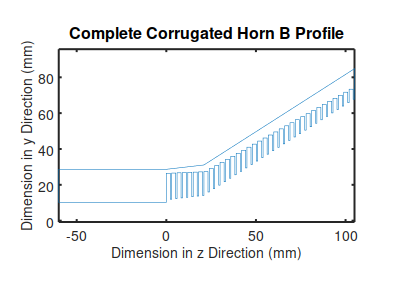 Complete Corrugated Horn B Profile
Dimension in y Direction (mm)
80
60
40
20
0
-50 0 50 100
Dimension in z Direction (mm)